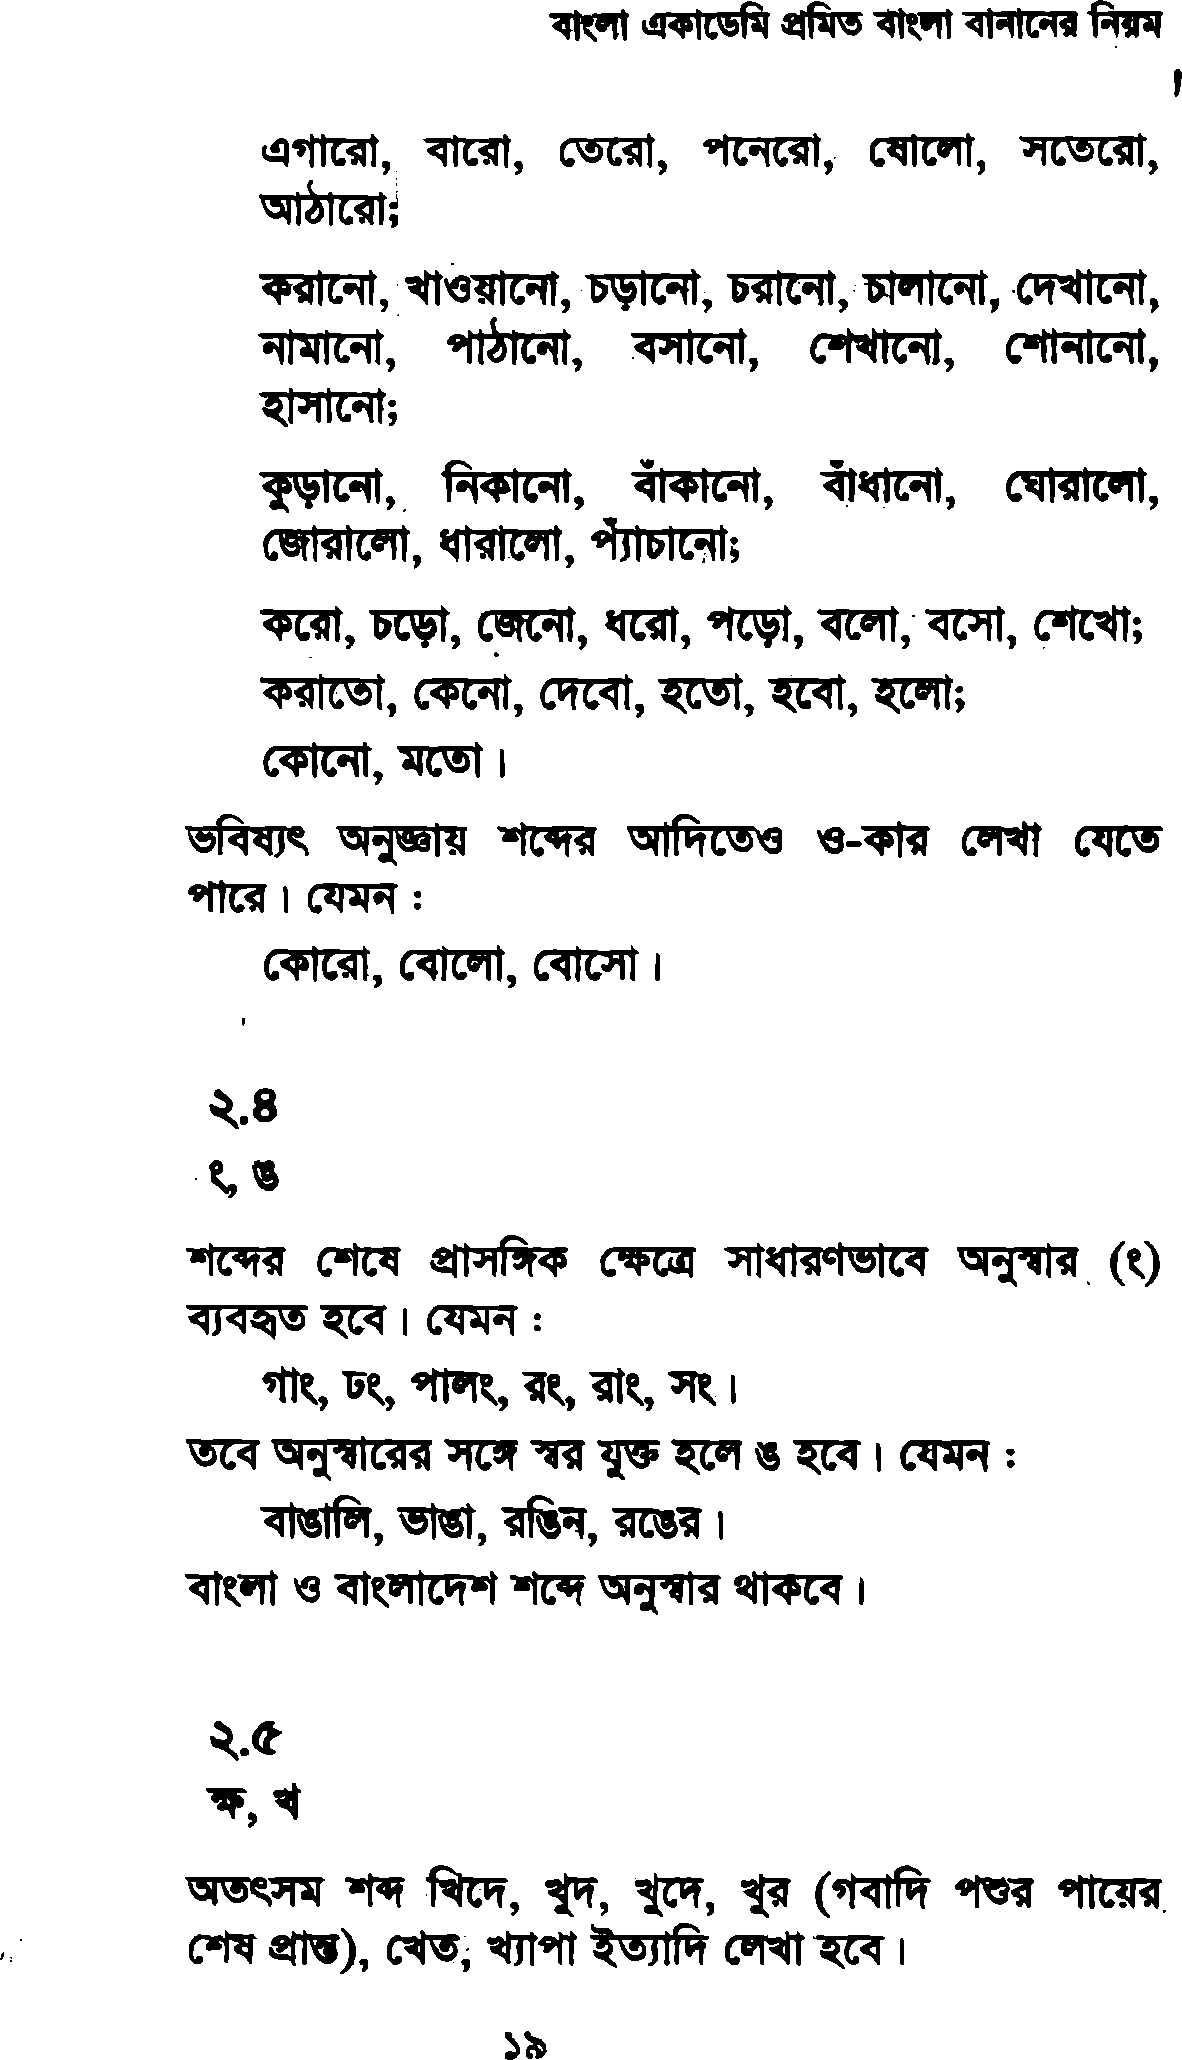 বাংলা একাডেমি প্রমিত বাংলা বানানের নিয়ম
এগারো, বারো, তেরো, পনেরো, ষোলো, সতেরো,
আঠারো;
করানো, খাওয়ানো, চড়ানো, চরানো, চালানো, দেখানো,
নামানো, পাঠানো, বসানো, শেখানো, শোনানো,
হাসানো;
কুড়ানো, নিকানো, বাঁকানো, বাঁধানো, ঘোরালো,
জোরালো, ধারালো, প্যাঁচানো;
করো, চড়ো, জেনো, ধরো, পড়ো, বলো, বসো, শেখো;
করাতো, কেনো, দেবো, হতো, হবো, হলো;
কোনো, মতো।
ভবিষ্যৎ অনুজ্ঞায় শব্দের আদিতেও ও-কার লেখা যেতে
পারে। যেমন :
কোরো, বোলো, বোসো।
২.৪
ং, ঙ
শব্দের শেষে প্রাসঙ্গিক ক্ষেত্রে সাধারণভাবে অনুস্বার (ং)
ব্যবহৃত হবে। যেমন :
গাং, ঢং, পালং, রং, রাং, সং।
তবে অনুস্বারের সঙ্গে স্বর যুক্ত হলে ঙ হবে। যেমন :
বাঙালি, ভাঙা, রঙিন, রঙের।
বাংলা ও বাংলাদেশ শব্দে অনুস্বার থাকবে।
২.৫
ক্ষ, খ
অতৎসম শব্দ খিদে, খুদ, খুদে, খুর (গবাদি পশুর পায়ের
শেষ প্রান্ত), খেত, খ্যাপা ইত্যাদি লেখা হবে।
১৯